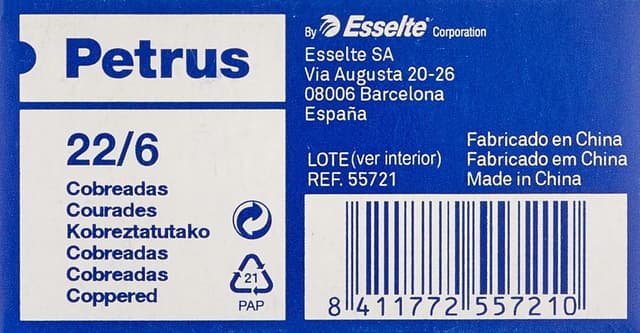 Petrus
22/6
Cobreadas
Courades
Kobreztatutako
Cobreadas
Cobreadas
Coppered
21
PAP
By Esselte® Corporation
Esselte SA
Via Augusta 20-26
08006 Barcelona
España
LOTE (ver interior)
REF. 55721
Fabricado en China
Fabricado em China
Made in China
8 411772 557210